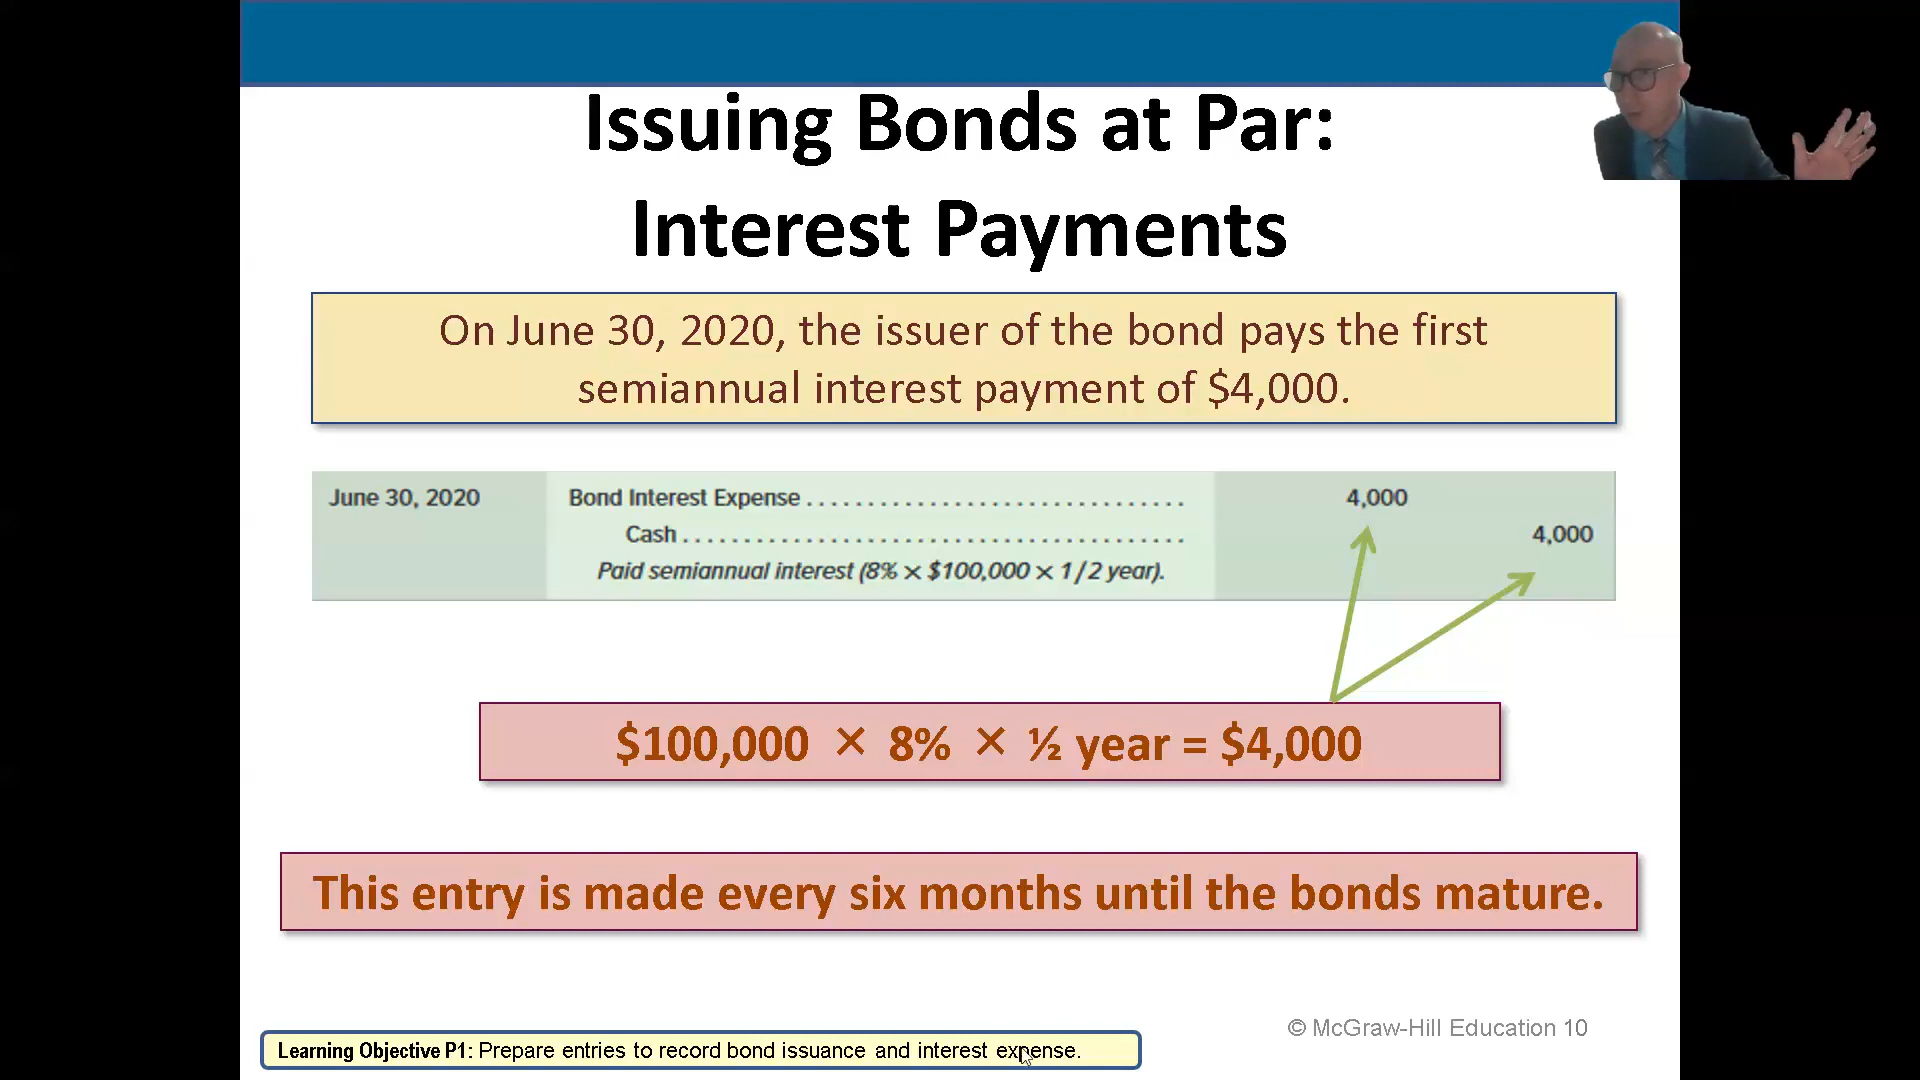 Issuing Bonds at Par:
Interest Payments
On June 30, 2020, the issuer of the bond pays the first
semiannual interest payment of $4,000.
June 30, 2020 Bond Interest Expense . . . . . . . . . . . . . . . . . . . . . . . . . . . . . . . 4,000
Cash . . . . . . . . . . . . . . . . . . . . . . . . . . . . . . . . . . . . . . . . . 4,000
Paid semiannual interest (8% × $100,000 × 1/2 year).
$100,000 × 8% × ½ year = $4,000
This entry is made every six months until the bonds mature.
© McGraw-Hill Education 10
Learning Objective P1: Prepare entries to record bond issuance and interest expense.